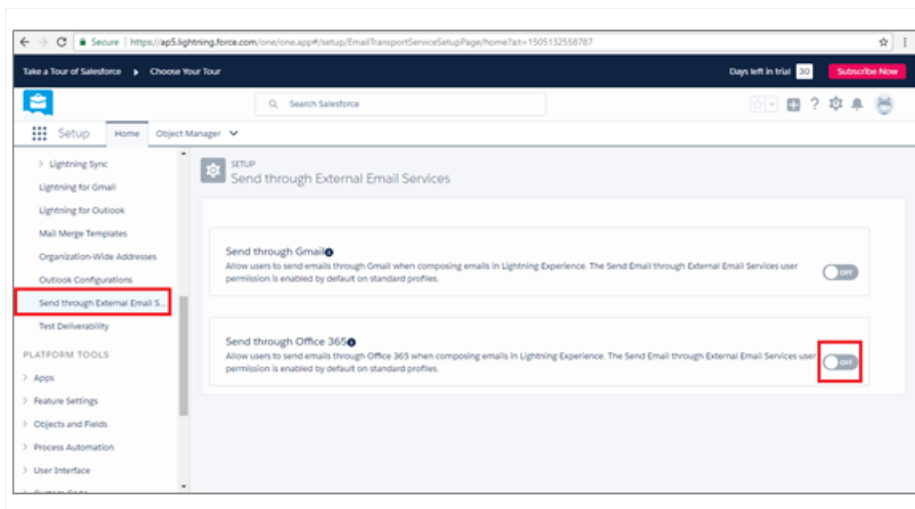 Secure | https://ap5.lightning.force.com/one/one.app#/setup/EmailTransportServiceSetupPage/home?at=1505132558787
Take a Tour of Salesforce Choose Your Tour Days left in trial 30 Subscribe Now
Search Salesforce
Setup Home Object Manager
Lightning Sync
Lightning for Gmail
Lightning for Outlook
Mail Merge Templates
Organization-Wide Addresses
Outlook Configurations
Send through External Email S...
Test Deliverability
PLATFORM TOOLS
Apps
Feature Settings
Objects and Fields
Process Automation
User Interface
SETUP
Send through External Email Services
Send through Gmail
Allow users to send emails through Gmail when composing emails in Lightning Experience. The Send Email through External Email Services user
permission is enabled by default on standard profiles.
OFF
Send through Office 365
Allow users to send emails through Office 365 when composing emails in Lightning Experience. The Send Email through External Email Services user
permission is enabled by default on standard profiles.
OFF